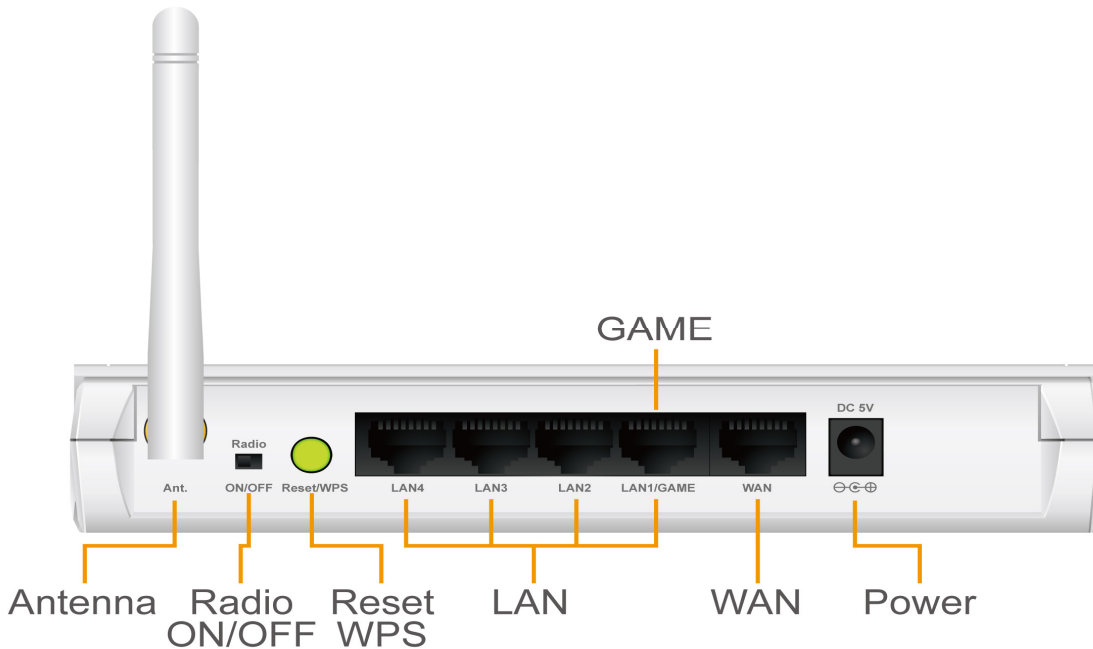 GAME
DC 5V
Radio
Ant. ON/OFF Reset/WPS LAN4 LAN3 LAN2 LAN1/GAME WAN
Antenna Radio Reset LAN WAN Power
ON/OFF WPS